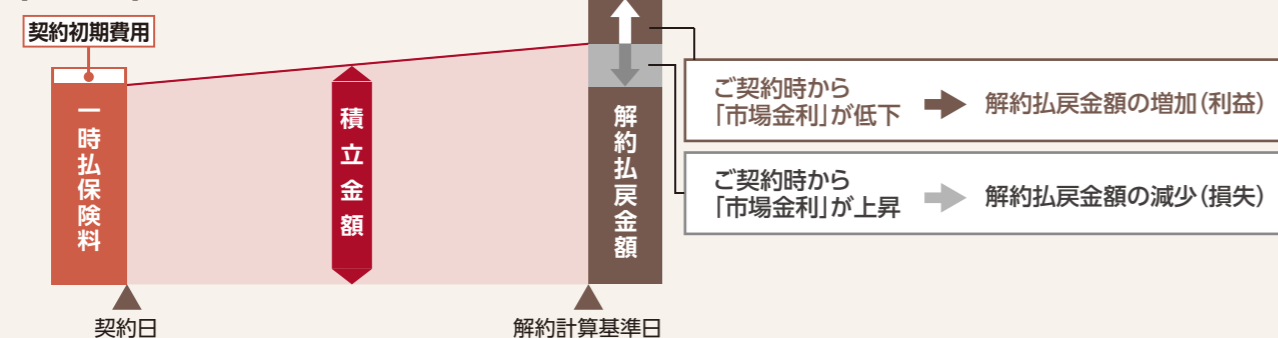 契約初期費用
一時払保険料
積立金額
解約払戻金額
ご契約時から
「市場金利」が低下
解約払戻金額の増加(利益)
ご契約時から
「市場金利」が上昇
解約払戻金額の減少(損失)
契約日
解約計算基準日